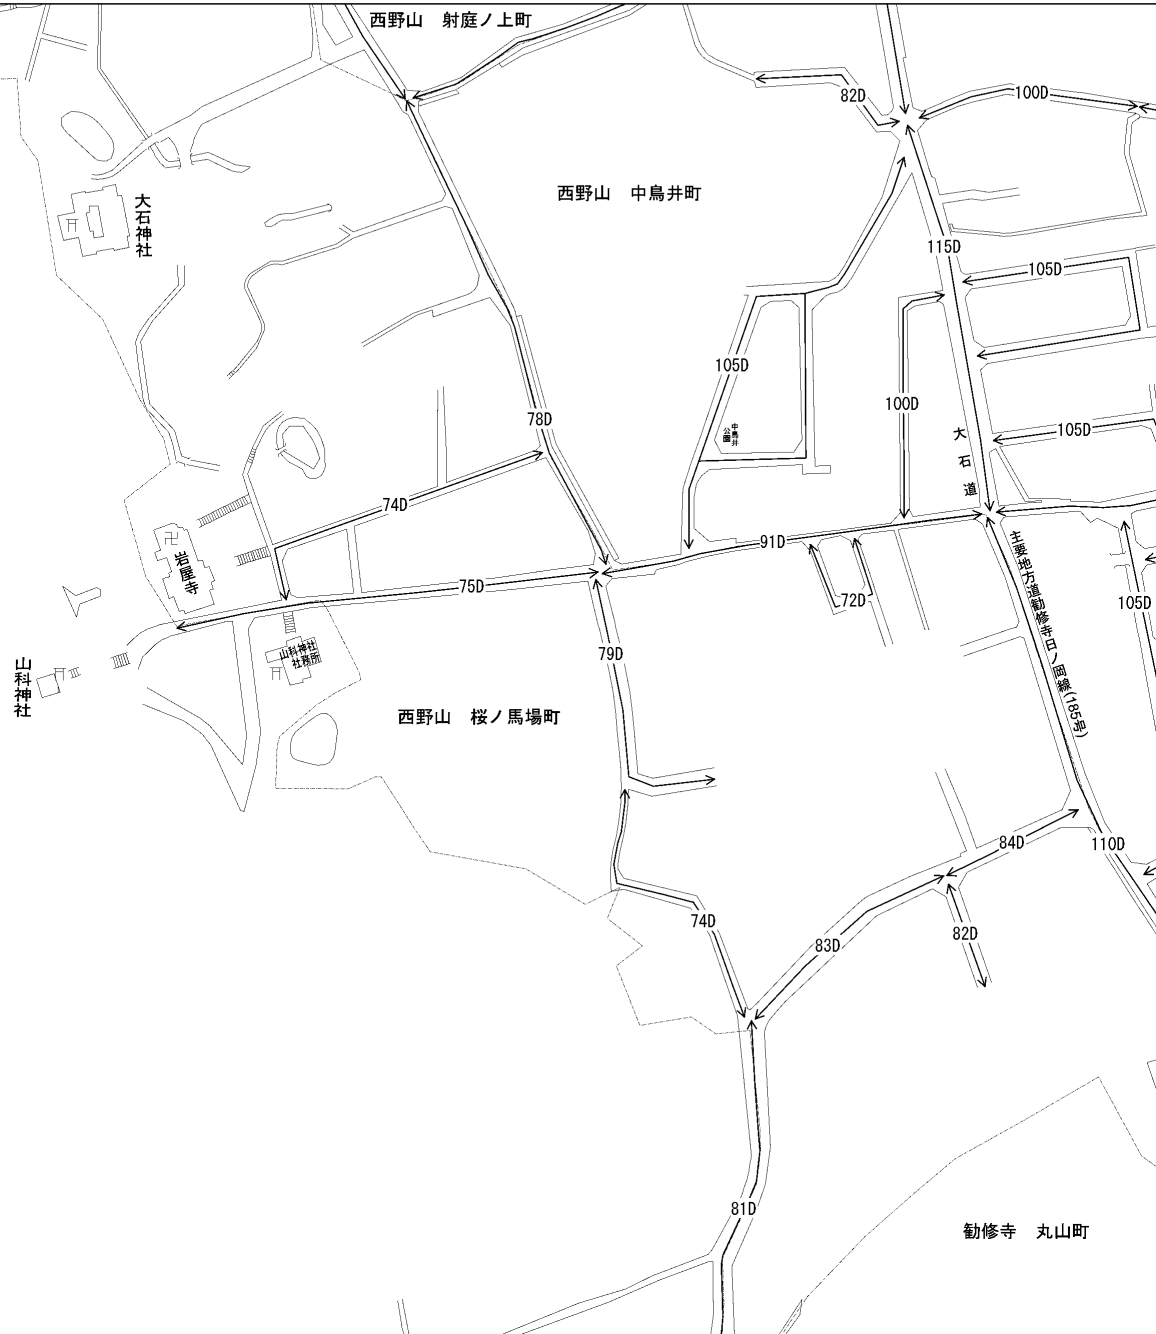 西野山　射庭ノ上町
82D
100D
西野山　中鳥井町
大石神社
115D
105D
105D
100D
78D
中鳥井
公園
105D
大石道
74D
91D
主要地方道勧修寺日ノ岡線(185号)
卍
岩屋寺
75D
72D
105D
79D
山科神社
社務所
山科神社
西野山　桜ノ馬場町
84D
110D
74D
83D
82D
81D
勧修寺　丸山町